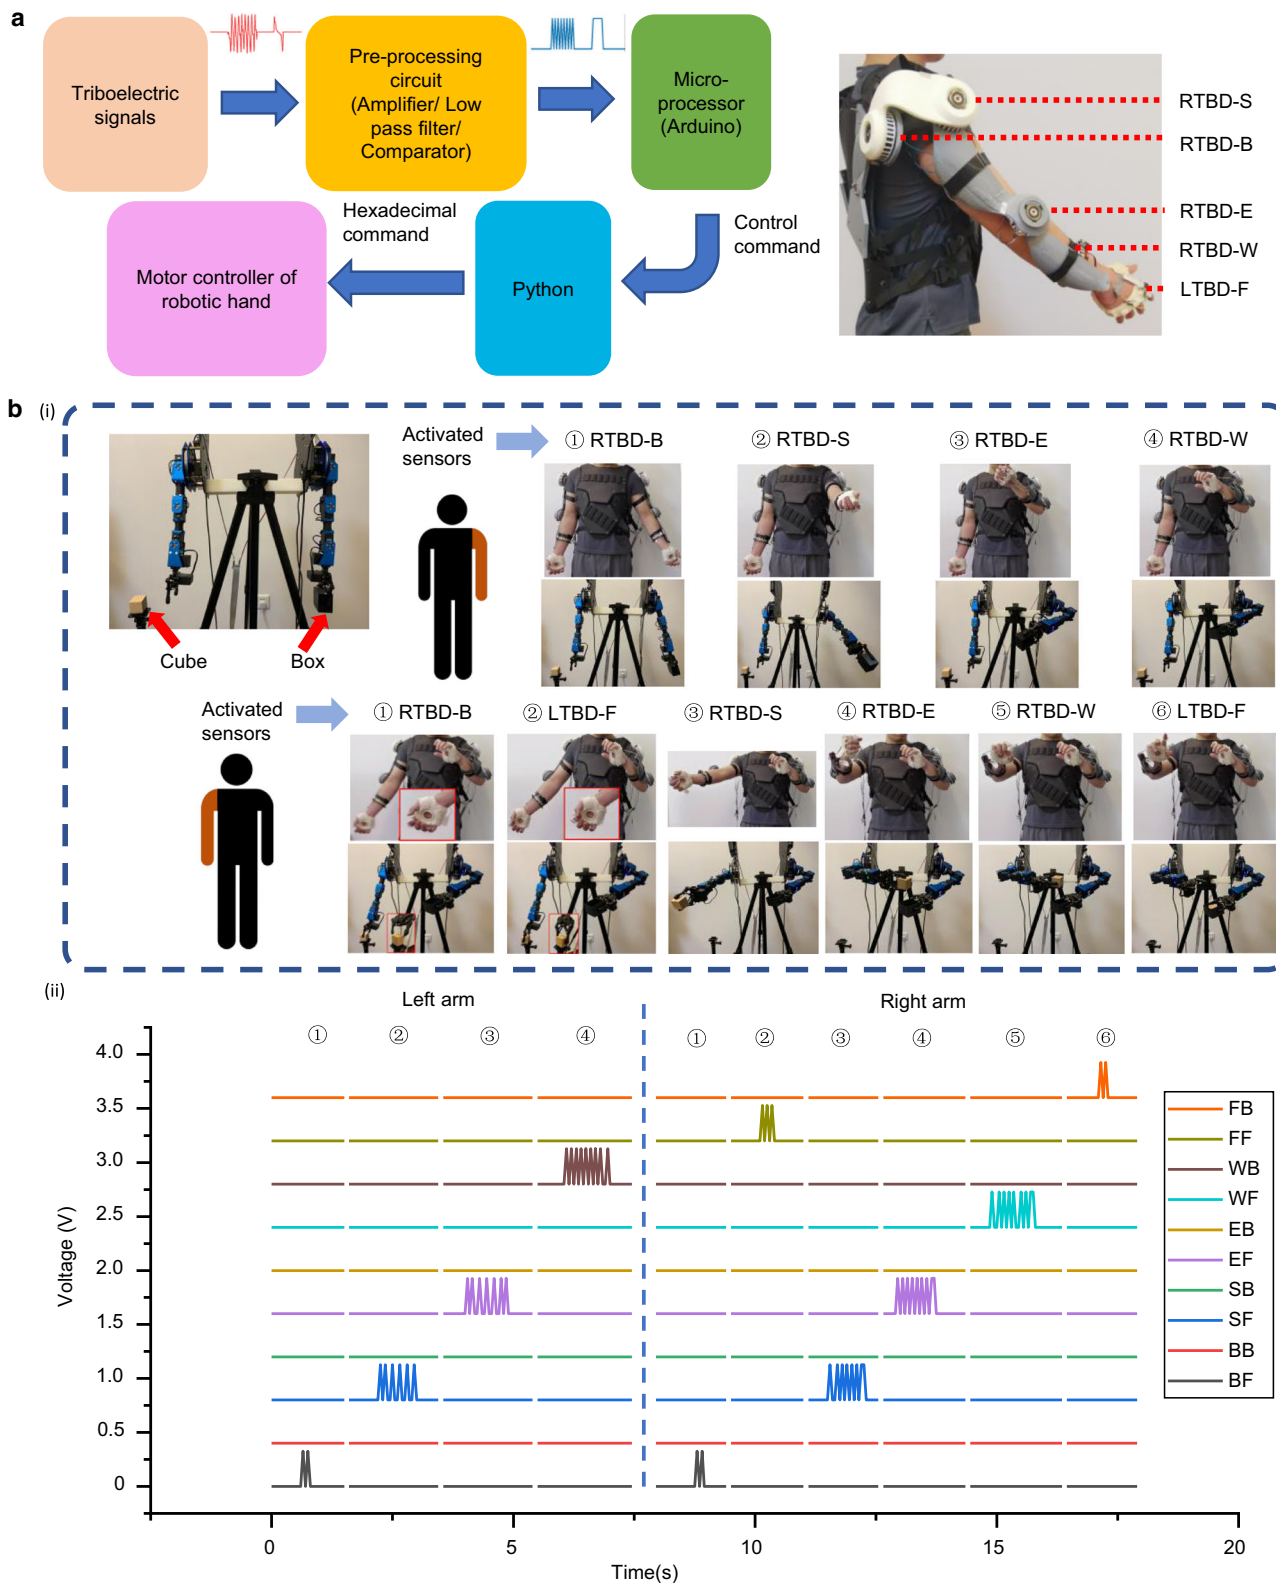 a
Triboelectric
signals
Pre-processing
circuit
(Amplifier/ Low
pass filter/
Comparator)
Micro-
processor
(Arduino)
Control
command
Python
Hexadecimal
command
Motor controller of
robotic hand
RTBD-S
RTBD-B
RTBD-E
RTBD-W
LTBD-F
b
(i)
Cube
Box
Activated
sensors
① RTBD-B
② RTBD-S
③ RTBD-E
④ RTBD-W
Activated
sensors
① RTBD-B
② LTBD-F
③ RTBD-S
④ RTBD-E
⑤ RTBD-W
⑥ LTBD-F
(ii)
Left arm
Right arm
① ② ③ ④ ① ② ③ ④ ⑤ ⑥
4.0
3.5
3.0
2.5
2.0
1.5
1.0
0.5
0
Voltage (V)
0 5 10 15 20
Time(s)
FB
FF
WB
WF
EB
EF
SB
SF
BB
BF